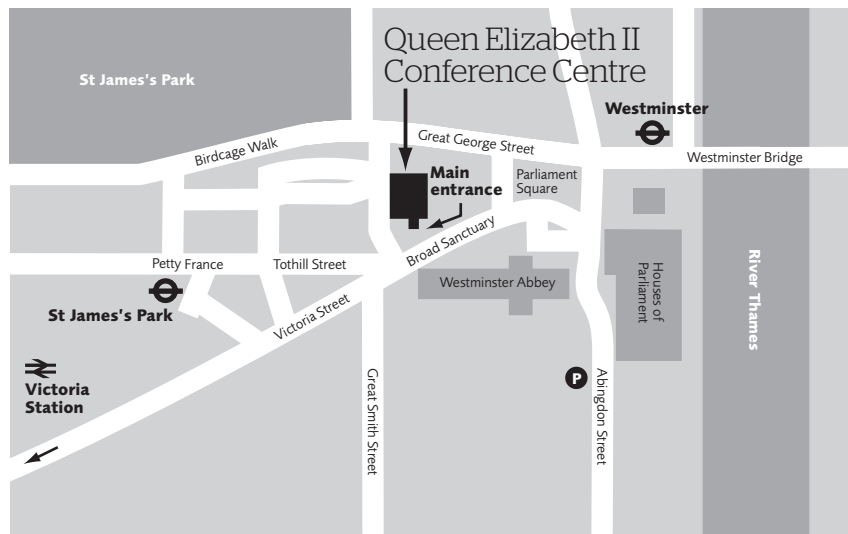 Queen Elizabeth II
Conference Centre
St James's Park
Westminster
Great George Street
Birdcage Walk
Westminster Bridge
Main
entrance
Parliament
Square
Broad Sanctuary
Petty France
Tothill Street
Westminster Abbey
Houses of
Parliament
River Thames
St James's Park
Victoria Street
Victoria
Station
Great Smith Street
P
Abingdon Street